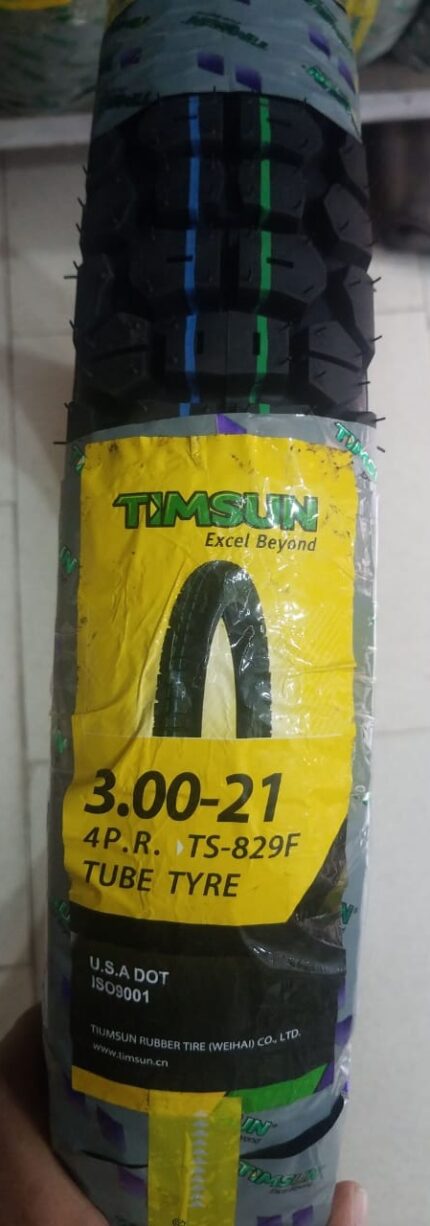 TIMSUN
Excel Beyond
3.00-21
4P.R. TS-829F
TUBE TYRE
U.S.A DOT
ISO9001
TIUMSUN RUBBER TIRE (WEIHAI) CO., LTD.
www.timsun.cn
TIMSUN